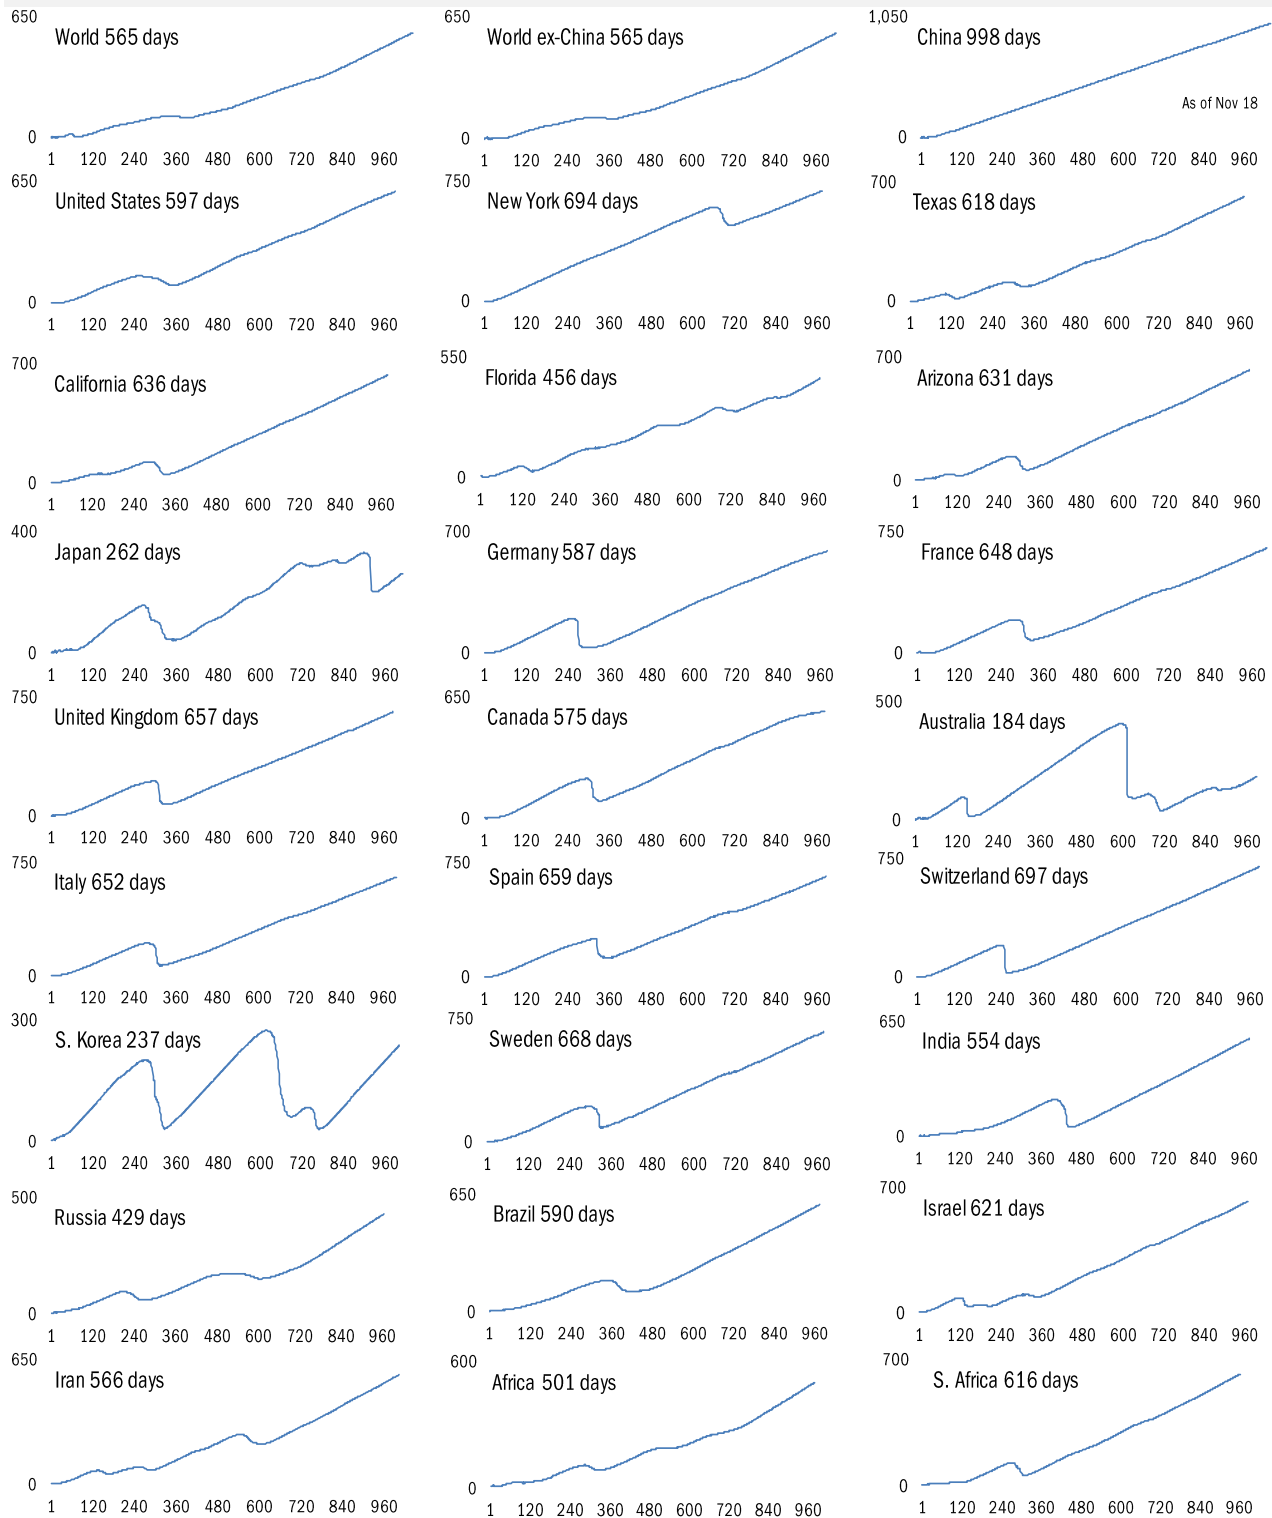 650
World 565 days
0
1 120 240 360 480 600 720 840 960
650
World ex-China 565 days
0
1 120 240 360 480 600 720 840 960
1,050
China 998 days
As of Nov 18
0
1 120 240 360 480 600 720 840 960
650
United States 597 days
0
1 120 240 360 480 600 720 840 960
750
New York 694 days
0
1 120 240 360 480 600 720 840 960
700
Texas 618 days
0
1 120 240 360 480 600 720 840 960
700
California 636 days
0
1 120 240 360 480 600 720 840 960
550
Florida 456 days
0
1 120 240 360 480 600 720 840 960
700
Arizona 631 days
0
1 120 240 360 480 600 720 840 960
400
Japan 262 days
0
1 120 240 360 480 600 720 840 960
700
Germany 587 days
0
1 120 240 360 480 600 720 840 960
750
France 648 days
0
1 120 240 360 480 600 720 840 960
750
United Kingdom 657 days
0
1 120 240 360 480 600 720 840 960
650
Canada 575 days
0
1 120 240 360 480 600 720 840 960
500
Australia 184 days
0
1 120 240 360 480 600 720 840 960
750
Italy 652 days
0
1 120 240 360 480 600 720 840 960
750
Spain 659 days
0
1 120 240 360 480 600 720 840 960
750
Switzerland 697 days
0
1 120 240 360 480 600 720 840 960
300
S. Korea 237 days
0
1 120 240 360 480 600 720 840 960
750
Sweden 668 days
0
1 120 240 360 480 600 720 840 960
650
India 554 days
0
1 120 240 360 480 600 720 840 960
500
Russia 429 days
0
1 120 240 360 480 600 720 840 960
650
Brazil 590 days
0
1 120 240 360 480 600 720 840 960
700
Israel 621 days
0
1 120 240 360 480 600 720 840 960
650
Iran 566 days
0
1 120 240 360 480 600 720 840 960
600
Africa 501 days
0
1 120 240 360 480 600 720 840 960
700
S. Africa 616 days
0
1 120 240 360 480 600 720 840 960